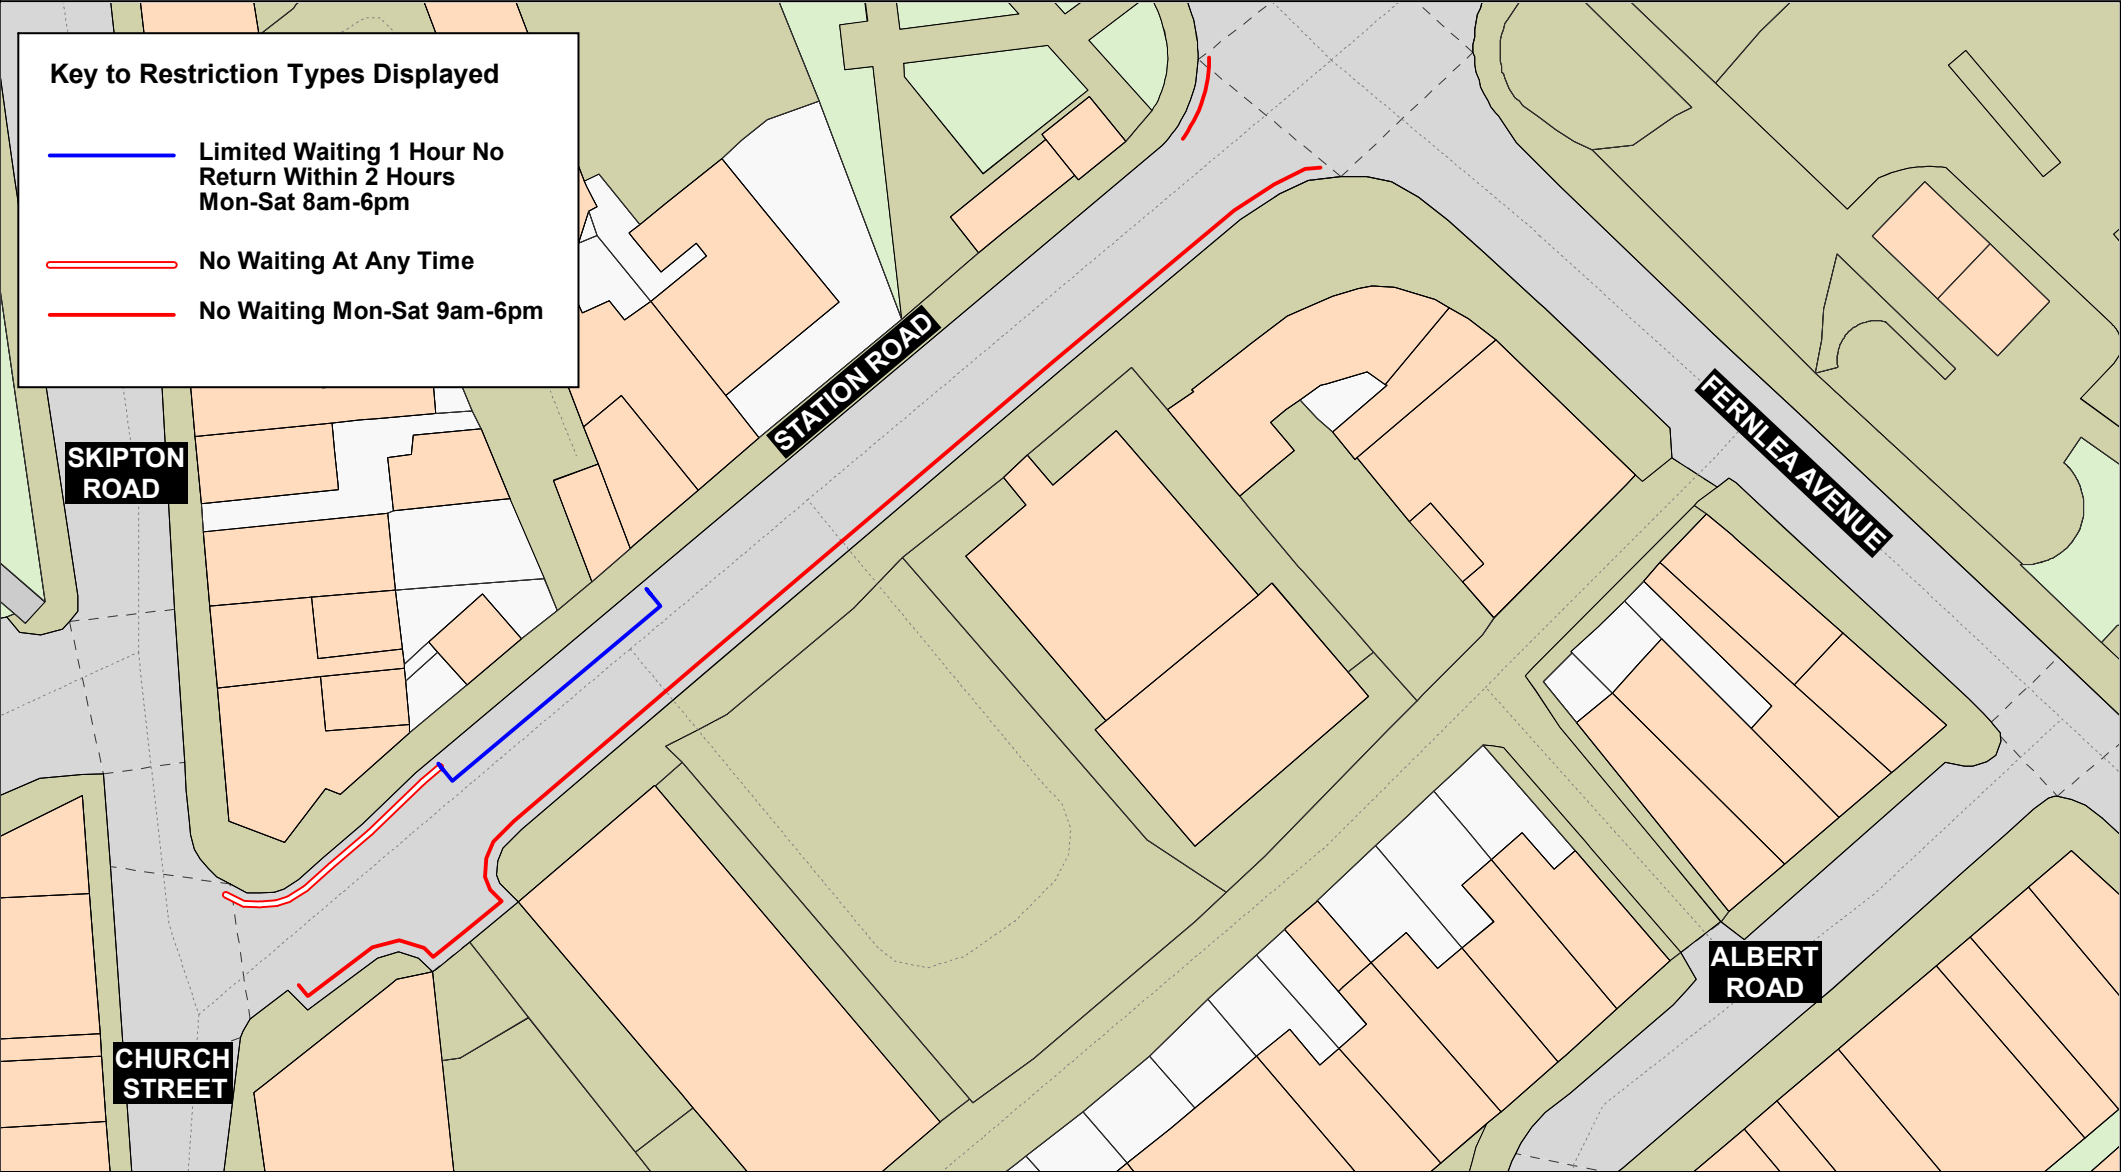 Key to Restriction Types Displayed
Limited Waiting 1 Hour No
Return Within 2 Hours
Mon-Sat 8am-6pm
No Waiting At Any Time
No Waiting Mon-Sat 9am-6pm
STATION ROAD
FERNLEA AVENUE
SKIPTON
ROAD
ALBERT
ROAD
CHURCH
STREET